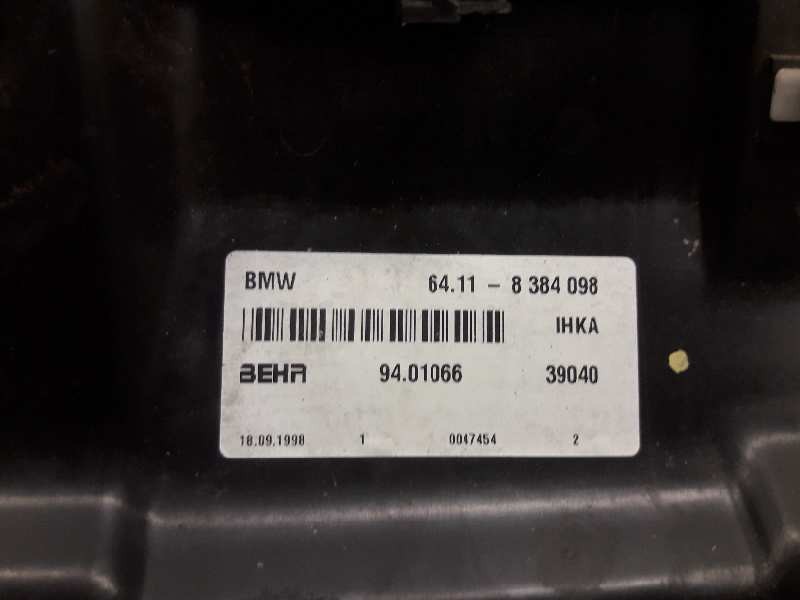 BMW 64.11 – 8 384 098
IHKA
BEHR 94.01066 39040
18.09.1998 1 0047454 2